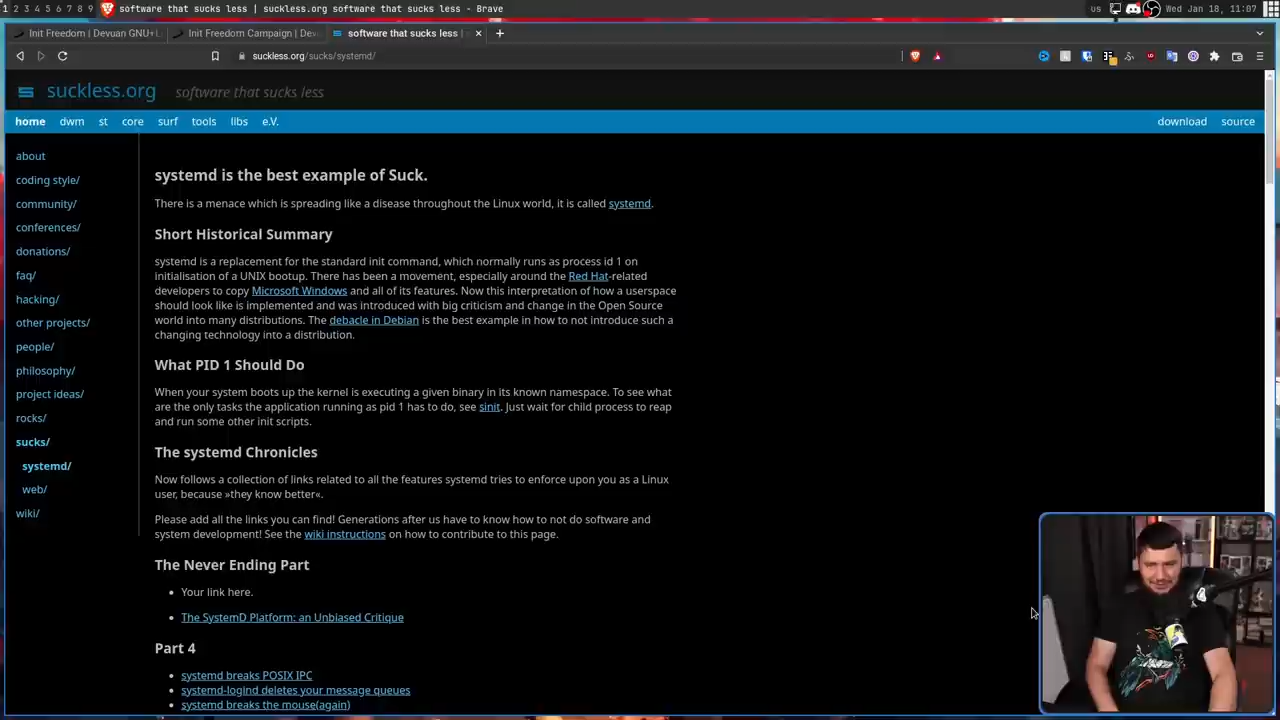 1 2 3 4 5 6 7 8 9 software that sucks less | suckless.org software that sucks less - Brave us Wed Jan 18, 11:07
Init Freedom | Devuan GNU+L Init Freedom Campaign | Dev software that sucks less |
suckless.org/sucks/systemd/
suckless.org software that sucks less
home dwm st core surf tools libs e.V. download source
about
coding style/
community/
conferences/
donations/
faq/
hacking/
other projects/
people/
philosophy/
project ideas/
rocks/
sucks/
systemd/
web/
wiki/
systemd is the best example of Suck.
There is a menace which is spreading like a disease throughout the Linux world, it is called systemd.
Short Historical Summary
systemd is a replacement for the standard init command, which normally runs as process id 1 on
initialisation of a UNIX bootup. There has been a movement, especially around the Red Hat-related
developers to copy Microsoft Windows and all of its features. Now this interpretation of how a userspace
should look like is implemented and was introduced with big criticism and change in the Open Source
world into many distributions. The debacle in Debian is the best example in how to not introduce such a
changing technology into a distribution.
What PID 1 Should Do
When your system boots up the kernel is executing a given binary in its known namespace. To see what
are the only tasks the application running as pid 1 has to do, see sinit. Just wait for child process to reap
and run some other init scripts.
The systemd Chronicles
Now follows a collection of links related to all the features systemd tries to enforce upon you as a Linux
user, because »they know better«.
Please add all the links you can find! Generations after us have to know how to not do software and
system development! See the wiki instructions on how to contribute to this page.
The Never Ending Part
• Your link here.
• The SystemD Platform: an Unbiased Critique
Part 4
• systemd breaks POSIX IPC
• systemd-logind deletes your message queues
• systemd breaks the mouse(again)